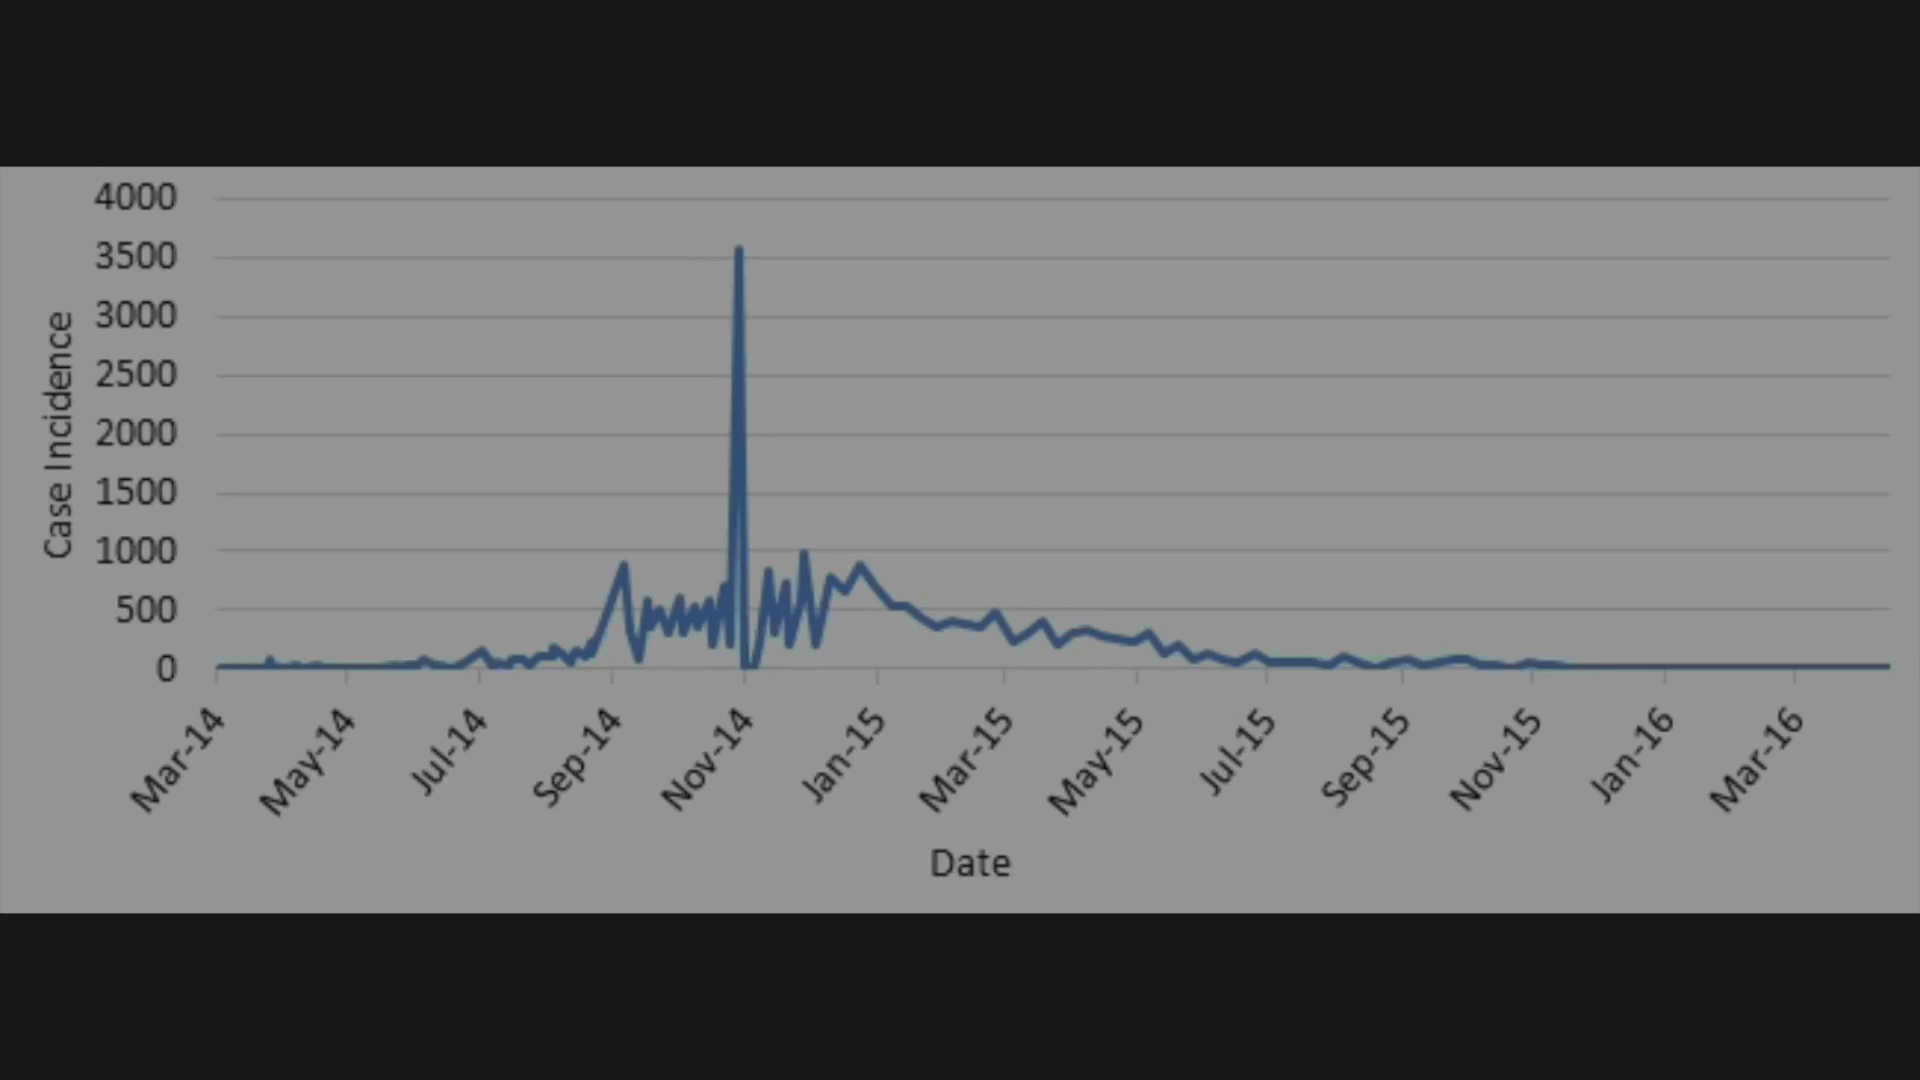 4000
3500
3000
2500
2000
1500
1000
500
0
Case Incidence
Mar-14
May-14
Jul-14
Sep-14
Nov-14
Jan-15
Mar-15
May-15
Jul-15
Sep-15
Nov-15
Jan-16
Mar-16
Date